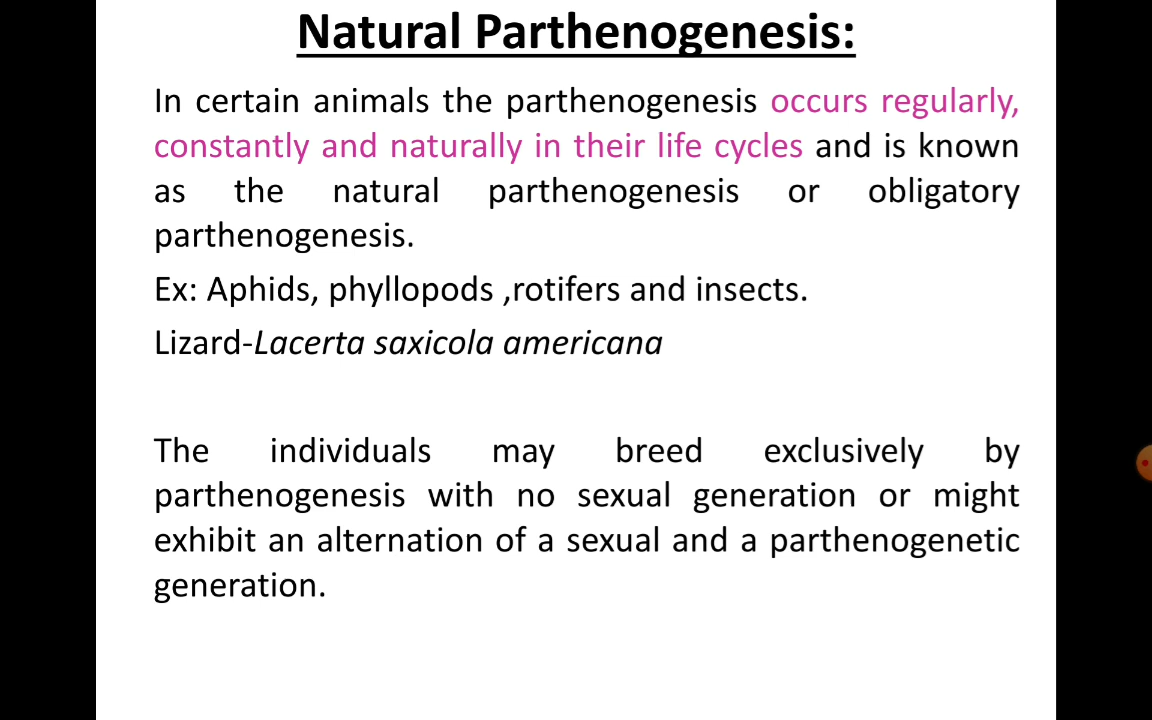 Natural Parthenogenesis:
In certain animals the parthenogenesis occurs regularly,
constantly and naturally in their life cycles and is known
as the natural parthenogenesis or obligatory
parthenogenesis.
Ex: Aphids, phyllopods ,rotifers and insects.
Lizard-Lacerta saxicola americana
The individuals may breed exclusively by
parthenogenesis with no sexual generation or might
exhibit an alternation of a sexual and a parthenogenetic
generation.